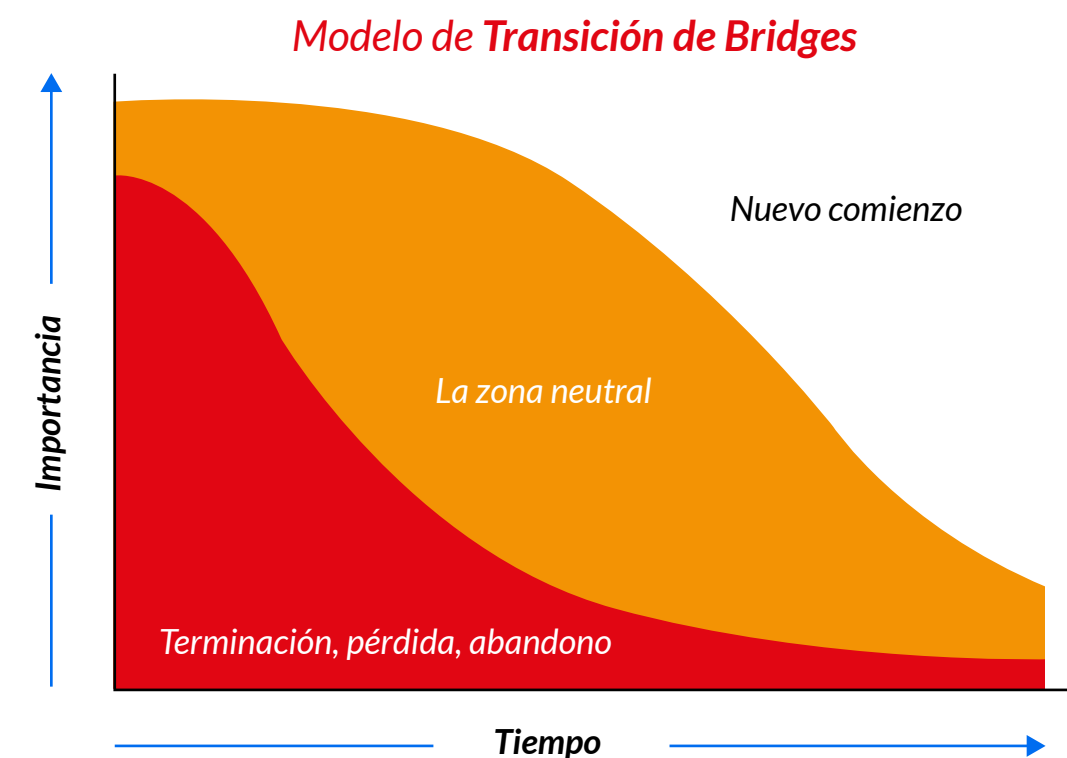 Modelo de Transición de Bridges
Nuevo comienzo
Importancia
La zona neutral
Terminación, pérdida, abandono
Tiempo